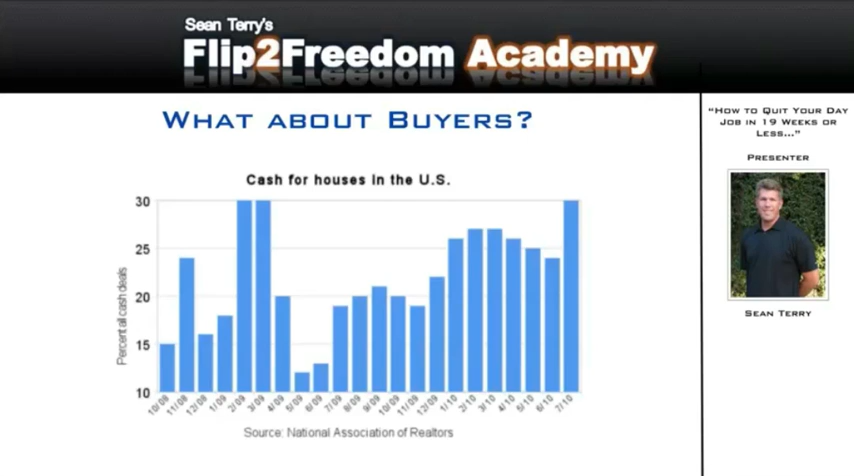 Sean Terry's
Flip2Freedom Academy
WHAT ABOUT BUYERS?
"HOW TO QUIT YOUR DAY
JOB IN 19 WEEKS OR
LESS..."
PRESENTER
SEAN TERRY
Cash for houses in the U.S.
Percent all cash deals
30
25
20
15
10
10/08 11/08 12/08 1/09 2/09 3/09 4/09 5/09 6/09 7/09 8/09 9/09 10/09 11/09 12/09 1/10 2/10 3/10 4/10 5/10 6/10 7/10
Source: National Association of Realtors